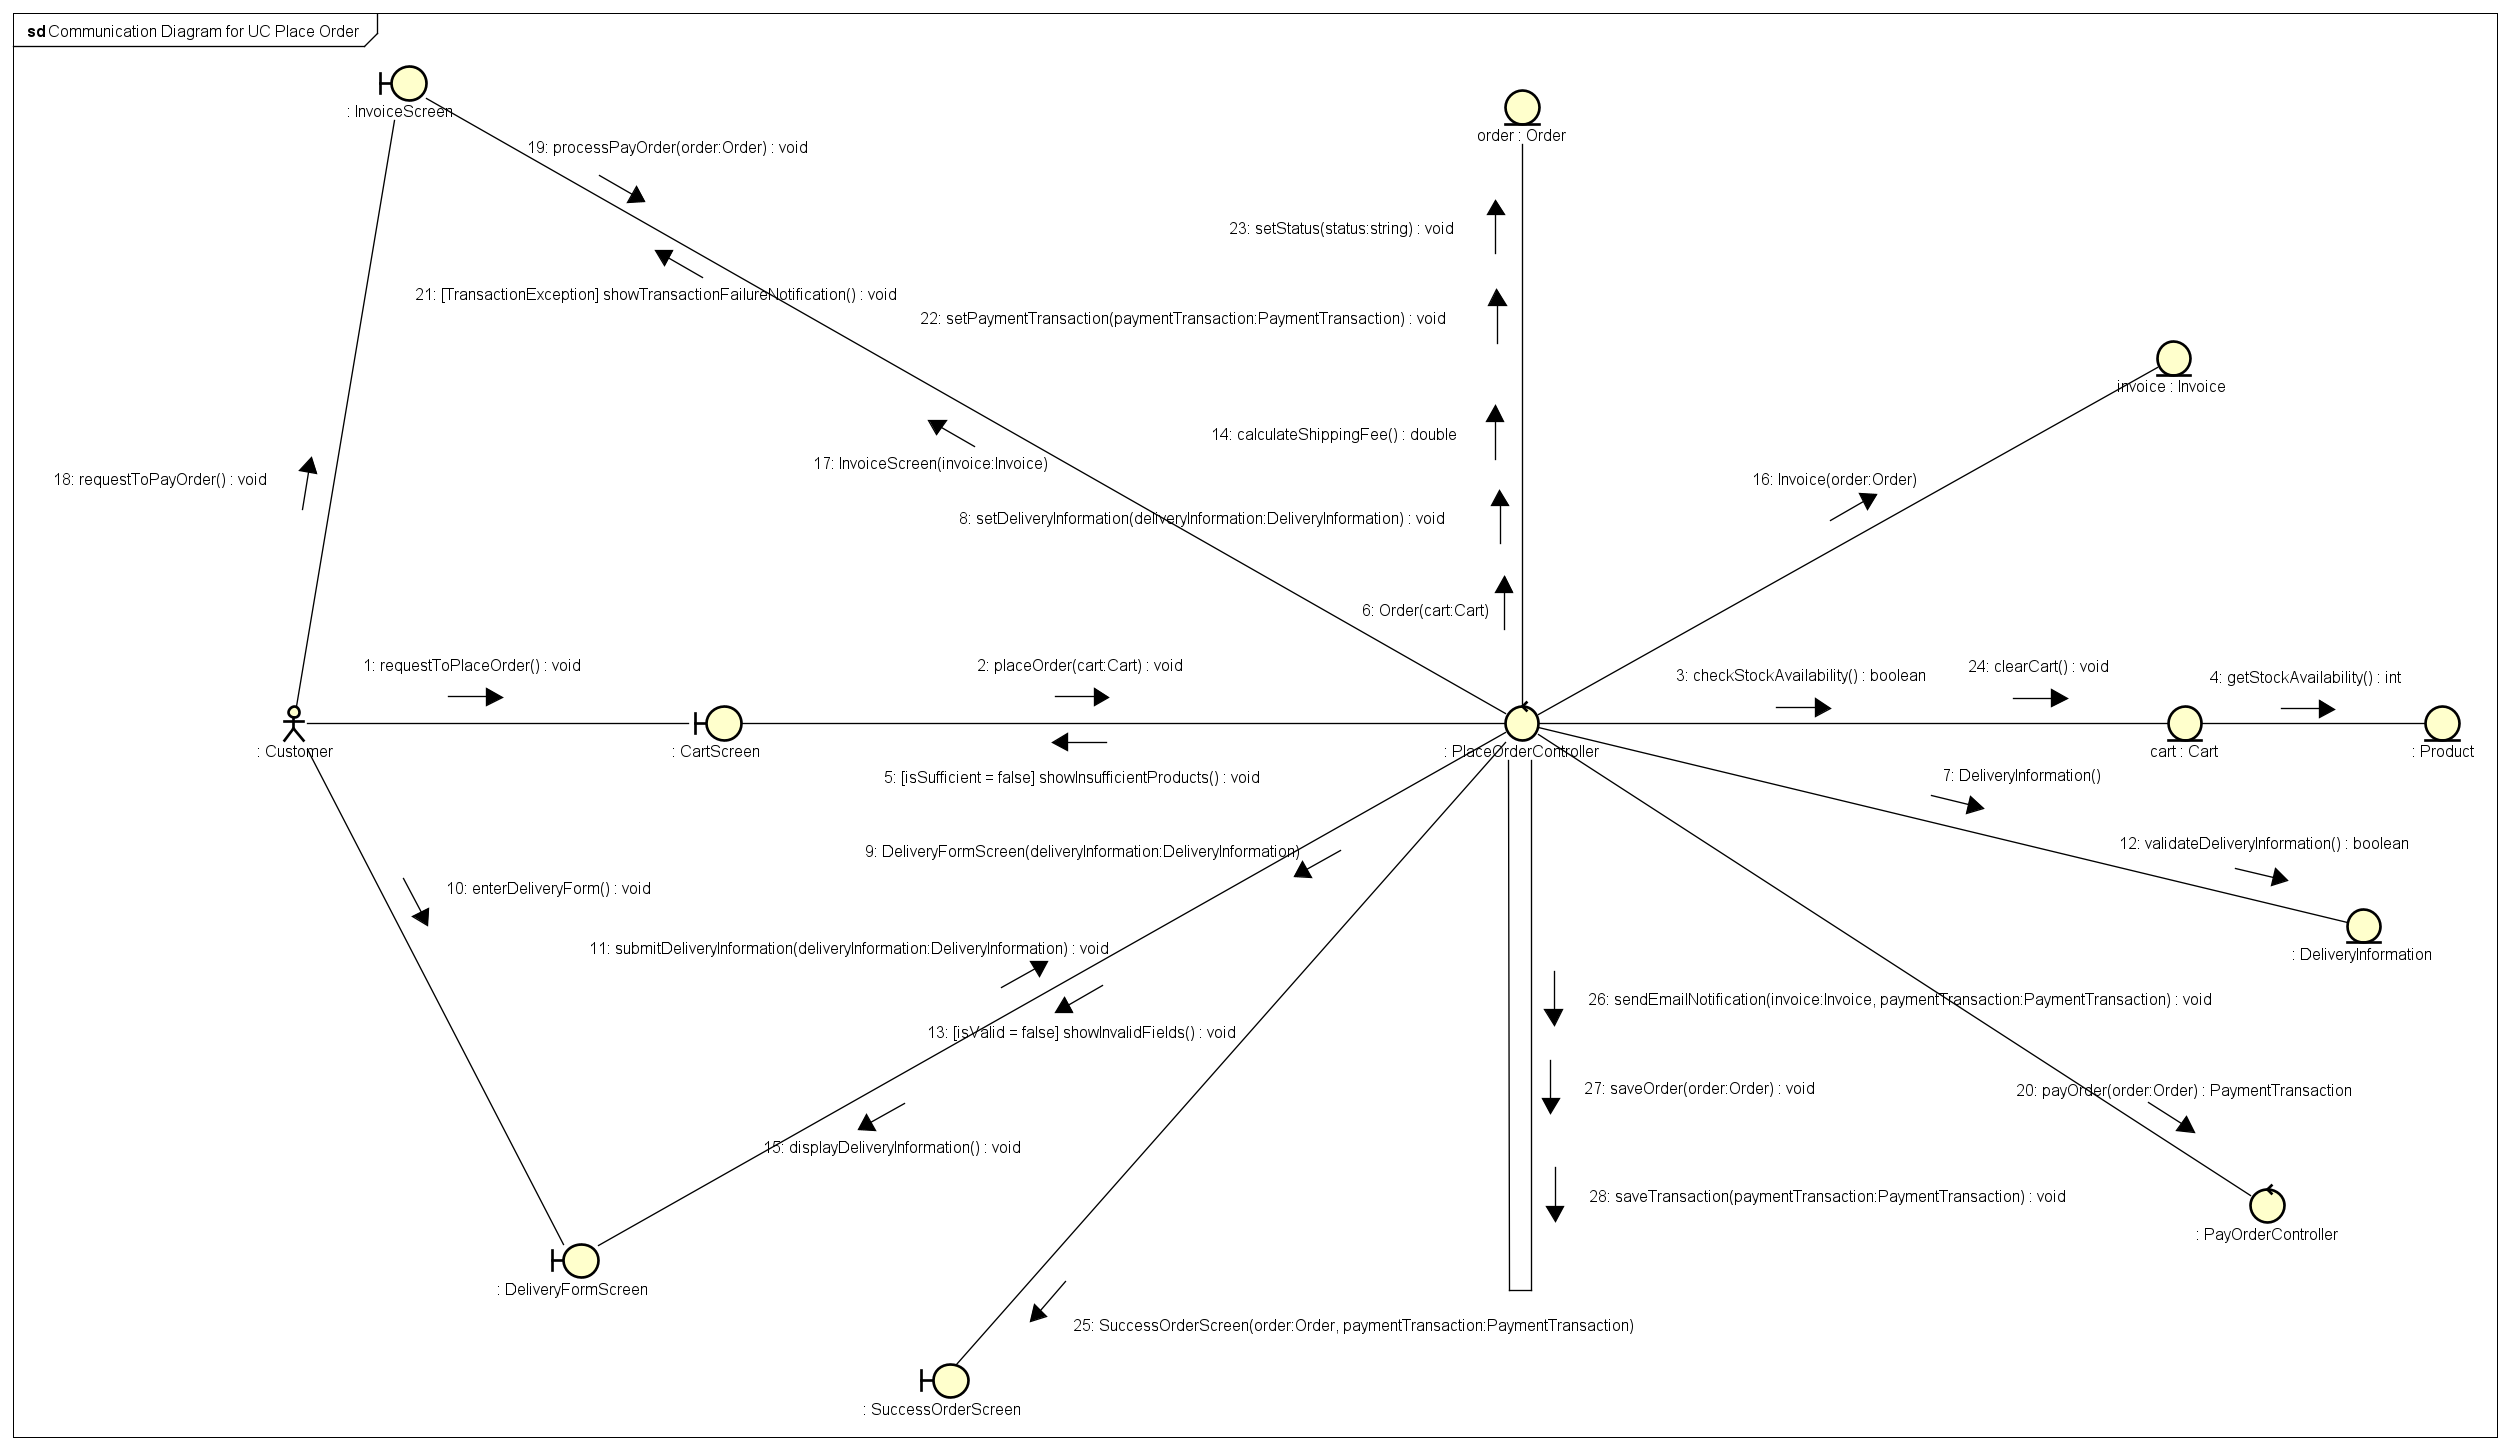 sd Communication Diagram for UC Place Order
: InvoiceScreen
order : Order
19: processPayOrder(order:Order) : void
23: setStatus(status:string) : void
21: [TransactionException] showTransactionFailureNotification() : void
22: setPaymentTransaction(paymentTransaction:PaymentTransaction) : void
invoice : Invoice
14: calculateShippingFee() : double
17: InvoiceScreen(invoice:Invoice)
18: requestToPayOrder() : void
16: Invoice(order:Order)
8: setDeliveryInformation(deliveryInformation:DeliveryInformation) : void
6: Order(cart:Cart)
1: requestToPlaceOrder() : void
2: placeOrder(cart:Cart) : void
3: checkStockAvailability() : boolean
24: clearCart() : void
4: getStockAvailability() : int
: Customer
: CartScreen
: PlaceOrderController
cart : Cart
: Product
5: [isSufficient = false] showInsufficientProducts() : void
7: DeliveryInformation()
9: DeliveryFormScreen(deliveryInformation:DeliveryInformation)
12: validateDeliveryInformation() : boolean
10: enterDeliveryForm() : void
11: submitDeliveryInformation(deliveryInformation:DeliveryInformation) : void
: DeliveryInformation
26: sendEmailNotification(invoice:Invoice, paymentTransaction:PaymentTransaction) : void
13: [isValid = false] showInvalidFields() : void
27: saveOrder(order:Order) : void
20: payOrder(order:Order) : PaymentTransaction
15: displayDeliveryInformation() : void
28: saveTransaction(paymentTransaction:PaymentTransaction) : void
: PayOrderController
: DeliveryFormScreen
25: SuccessOrderScreen(order:Order, paymentTransaction:PaymentTransaction)
: SuccessOrderScreen